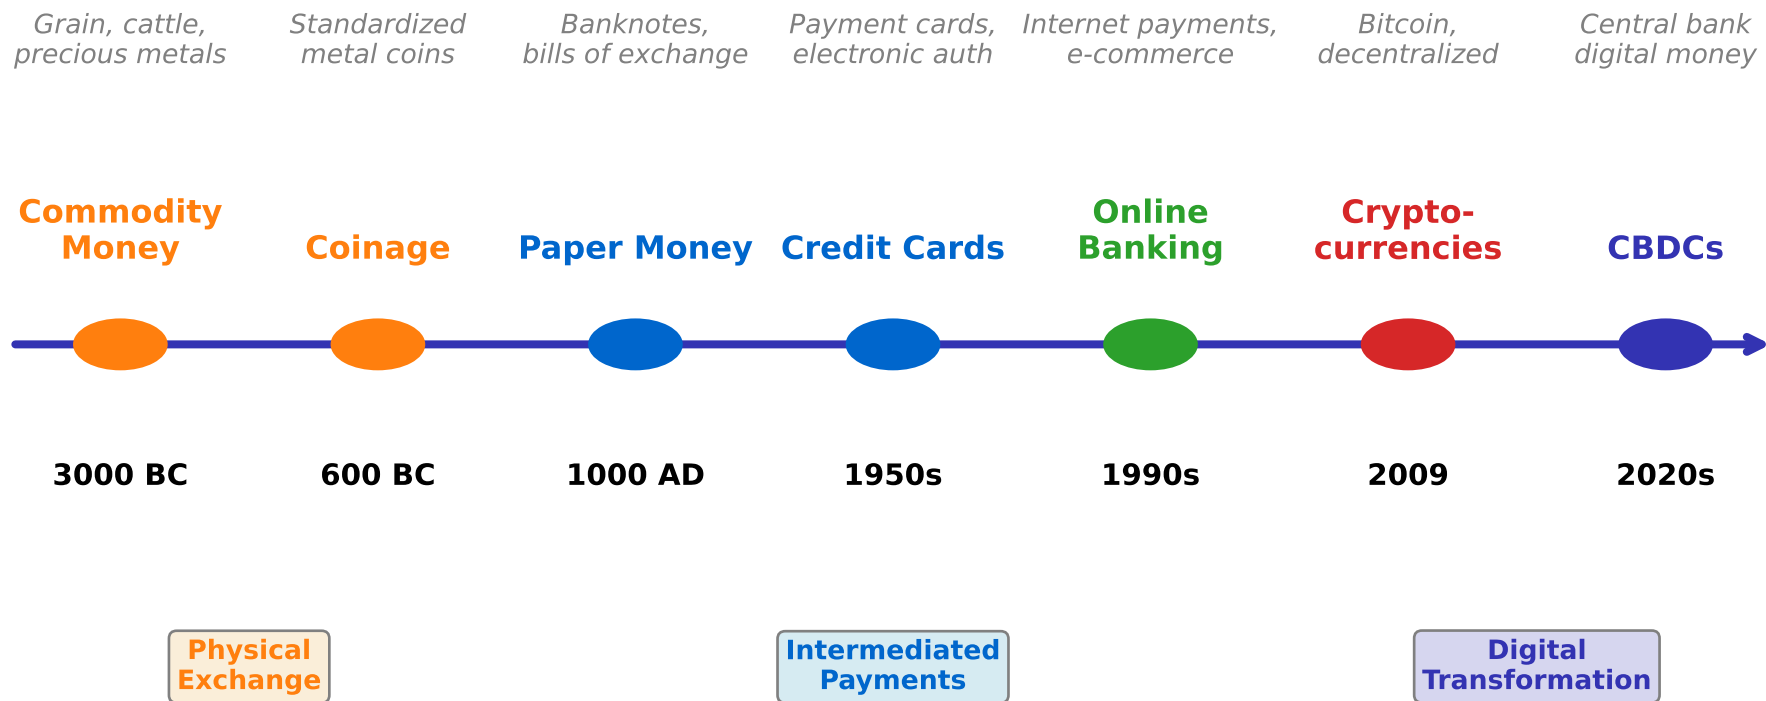 Grain, cattle,
precious metals
Standardized
metal coins
Banknotes,
bills of exchange
Payment cards,
electronic auth
Internet payments,
e-commerce
Bitcoin,
decentralized
Central bank
digital money
Commodity
Money
Coinage
Paper Money
Credit Cards
Online
Banking
Crypto-
currencies
CBDCs
3000 BC
600 BC
1000 AD
1950s
1990s
2009
2020s
Physical
Exchange
Intermediated
Payments
Digital
Transformation